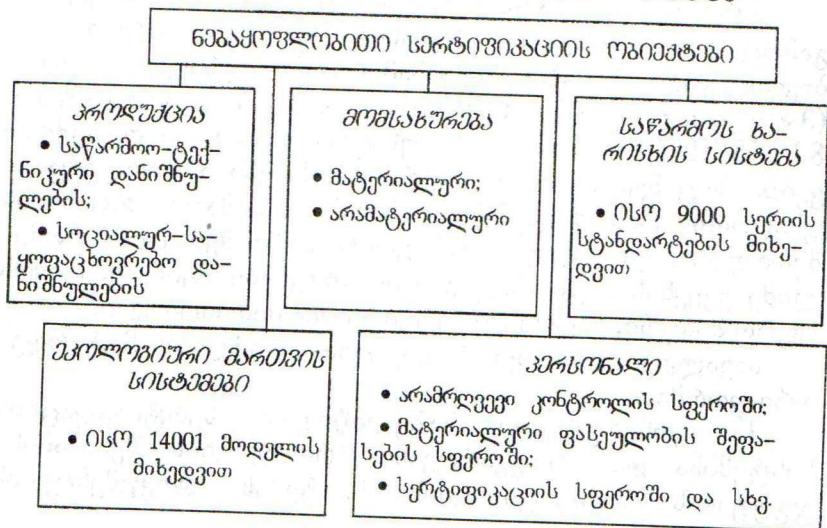 ნებაყოფლობითი სერტიფიკაციის ობიექტები
პროდუქცია
• საწარმოო-ტექ-
ნიკური დანიშნუ-
ლების;
• სოციალურ-სა-
ყოფაცხოვრებო და-
ნიშნულების
მომსახურება
• მატერიალური;
• არამატერიალური
საწარმოს ხა-
რისხის სისტემა
• ისო 9000 სერიის
სტანდარტების მიხე-
დვით
ეკოლოგიური მართვის
სისტემები
• ისო 14001 მოდელის
მიხედვით
პერსონალი
• არამრღვევი კონტროლის სფეროში;
• მატერიალური ფასეულობის შეფა-
სების სფეროში;
• სერტიფიკაციის სფეროში და სხვ.